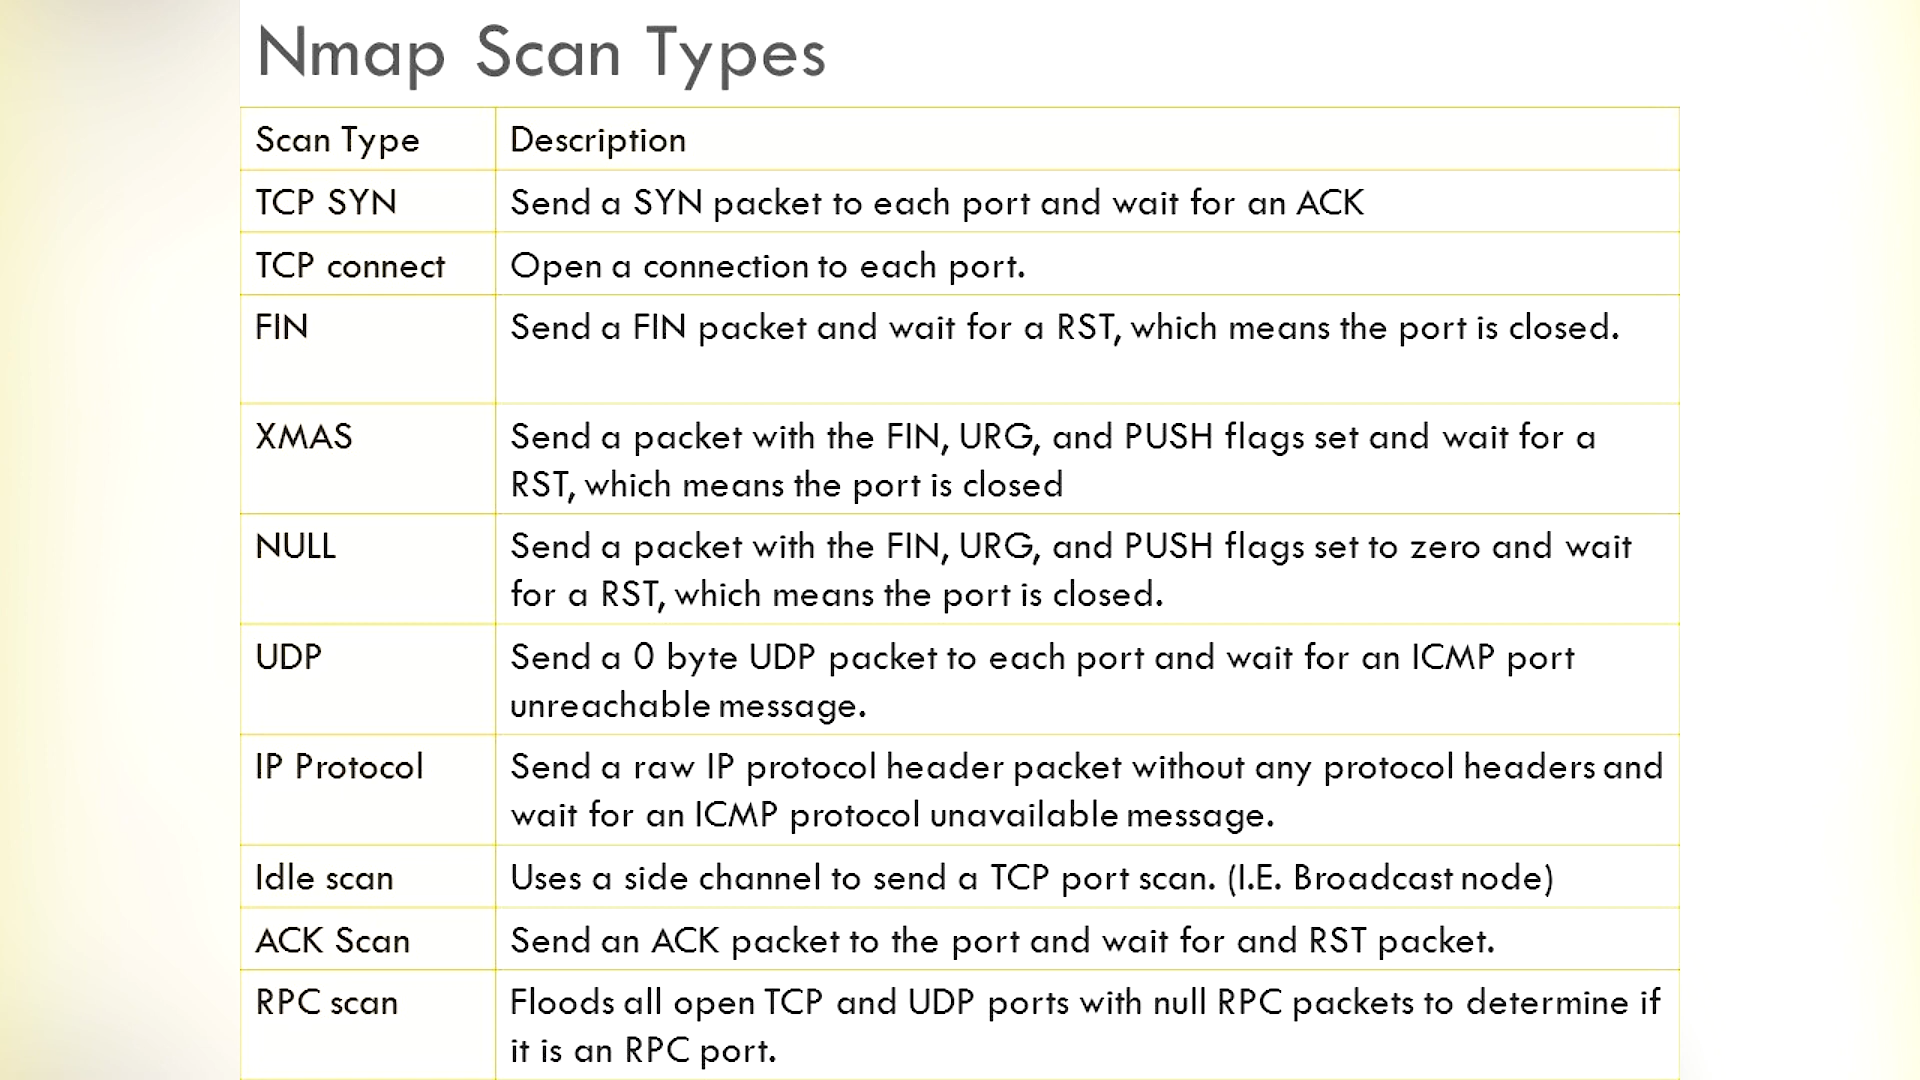 Nmap Scan Types
Scan Type Description
TCP SYN Send a SYN packet to each port and wait for an ACK
TCP connect Open a connection to each port.
FIN Send a FIN packet and wait for a RST, which means the port is closed.
XMAS Send a packet with the FIN, URG, and PUSH flags set and wait for a
RST, which means the port is closed
NULL Send a packet with the FIN, URG, and PUSH flags set to zero and wait
for a RST, which means the port is closed.
UDP Send a 0 byte UDP packet to each port and wait for an ICMP port
unreachable message.
IP Protocol Send a raw IP protocol header packet without any protocol headers and
wait for an ICMP protocol unavailable message.
Idle scan Uses a side channel to send a TCP port scan. (I.E. Broadcast node)
ACK Scan Send an ACK packet to the port and wait for and RST packet.
RPC scan Floods all open TCP and UDP ports with null RPC packets to determine if
it is an RPC port.